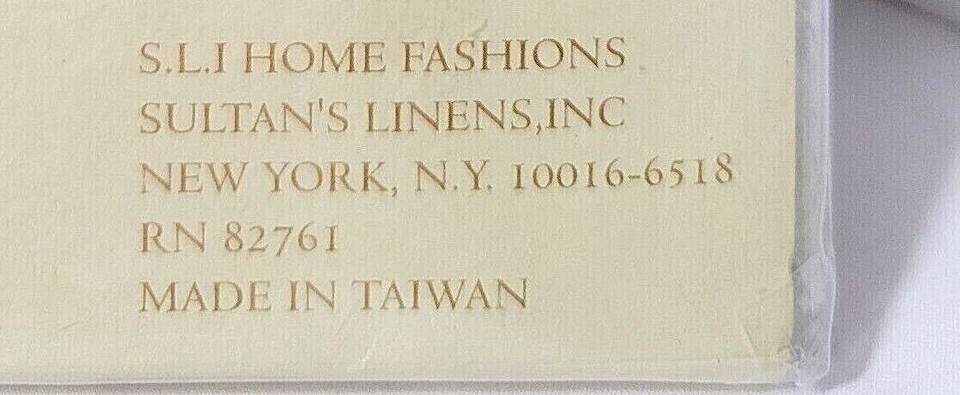 S.L.I HOME FASHIONS
SULTAN'S LINENS,INC
NEW YORK, N.Y. 10016-6518
RN 82761
MADE IN TAIWAN